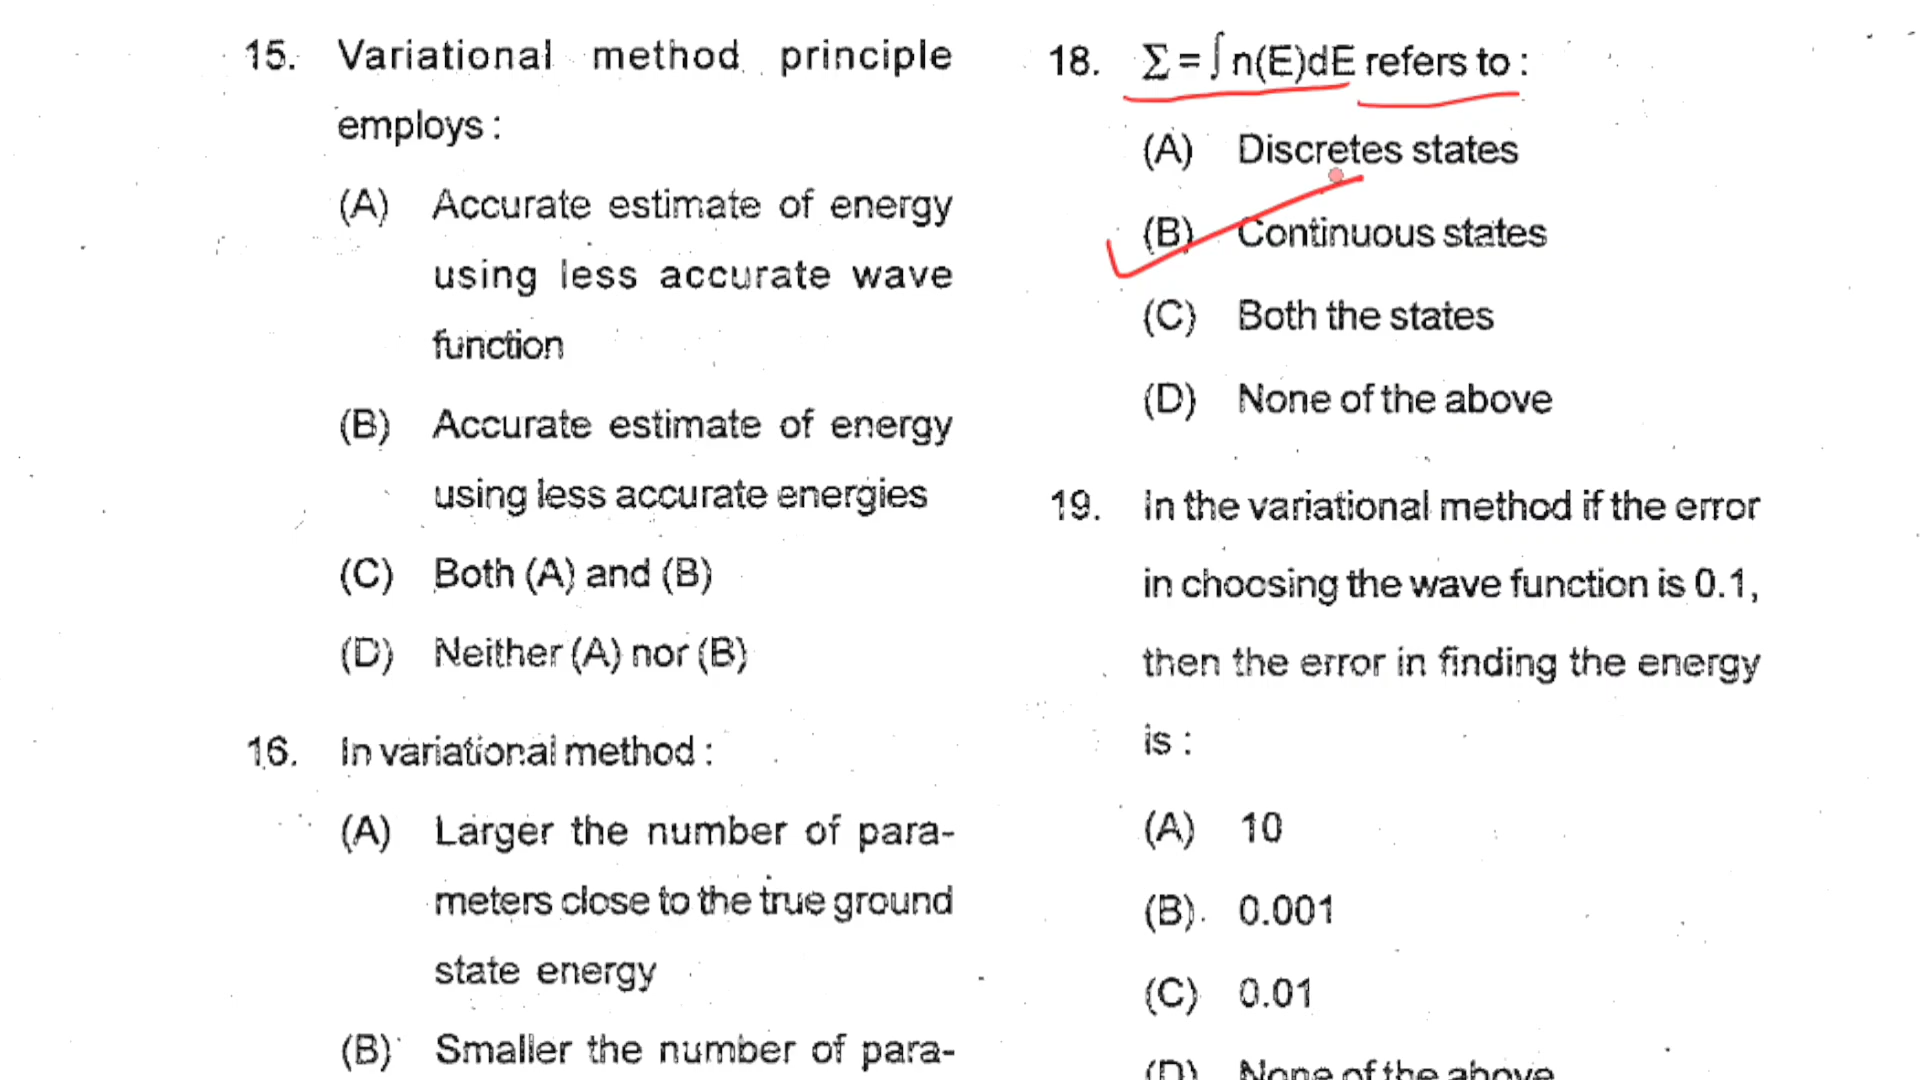 15. Variational method principle
employs :
(A) Accurate estimate of energy
using less accurate wave
function
(B) Accurate estimate of energy
using less accurate energies
(C) Both (A) and (B)
(D) Neither (A) nor (B)
16. In variational method :
(A) Larger the number of para-
meters close to the true ground
state energy
(B) Smaller the number of para-
18. Σ = ∫ n(E)dE refers to :
(A) Discretes states
(B) Continuous states
(C) Both the states
(D) None of the above
19. In the variational method if the error
in choosing the wave function is 0.1,
then the error in finding the energy
is :
(A) 10
(B) 0.001
(C) 0.01
(D) None of the above